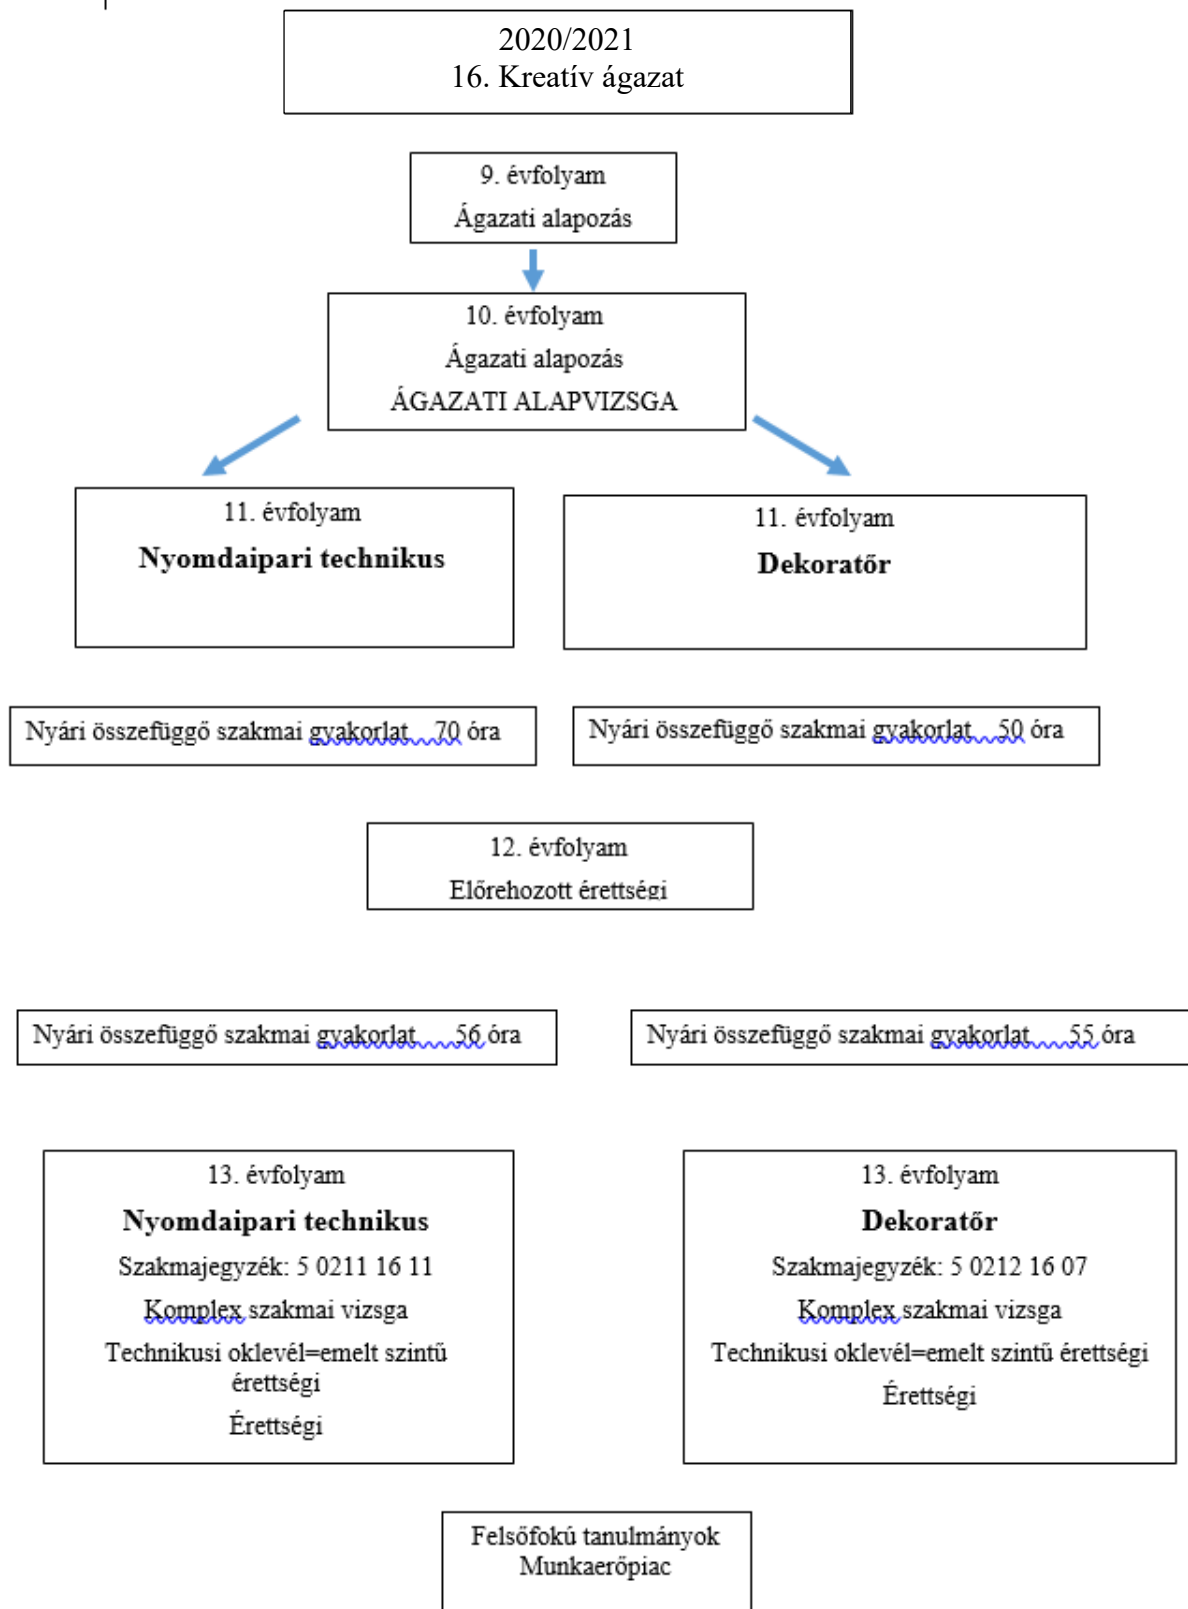 2020/2021
16. Kreatív ágazat
9. évfolyam
Ágazati alapozás
10. évfolyam
Ágazati alapozás
ÁGAZATI ALAPVIZSGA
11. évfolyam
Nyomdaipari technikus
11. évfolyam
Dekoratőr
Nyári összefüggő szakmai gyakorlat 70 óra
Nyári összefüggő szakmai gyakorlat 50 óra
12. évfolyam
Előrehozott érettségi
Nyári összefüggő szakmai gyakorlat 56 óra
Nyári összefüggő szakmai gyakorlat 55 óra
13. évfolyam
Nyomdaipari technikus
Szakmajegyzék: 5 0211 16 11
Komplex szakmai vizsga
Technikusi oklevél=emelt szintű
érettségi
Érettségi
13. évfolyam
Dekoratőr
Szakmajegyzék: 5 0212 16 07
Komplex szakmai vizsga
Technikusi oklevél=emelt szintű érettségi
Érettségi
Felsőfokú tanulmányok
Munkaerőpiac